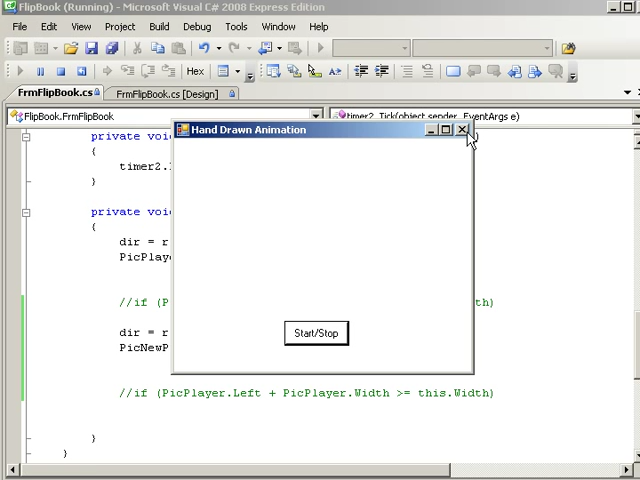 FlipBook (Running) - Microsoft Visual C# 2008 Express Edition
File Edit View Project Build Debug Tools Window Help
Hex
FrmFlipBook.cs FrmFlipBook.cs [Design]
FlipBook.FrmFlipBook timer2_Tick(object sender, EventArgs e)
Hand Drawn Animation
private voi
{
timer2.
}
private voi
{
dir = r
PicPlaye
//if (P th)
dir = r
PicNewP
Start/Stop
//if (PicPlayer.Left + PicPlayer.Width >= this.Width)
}
}